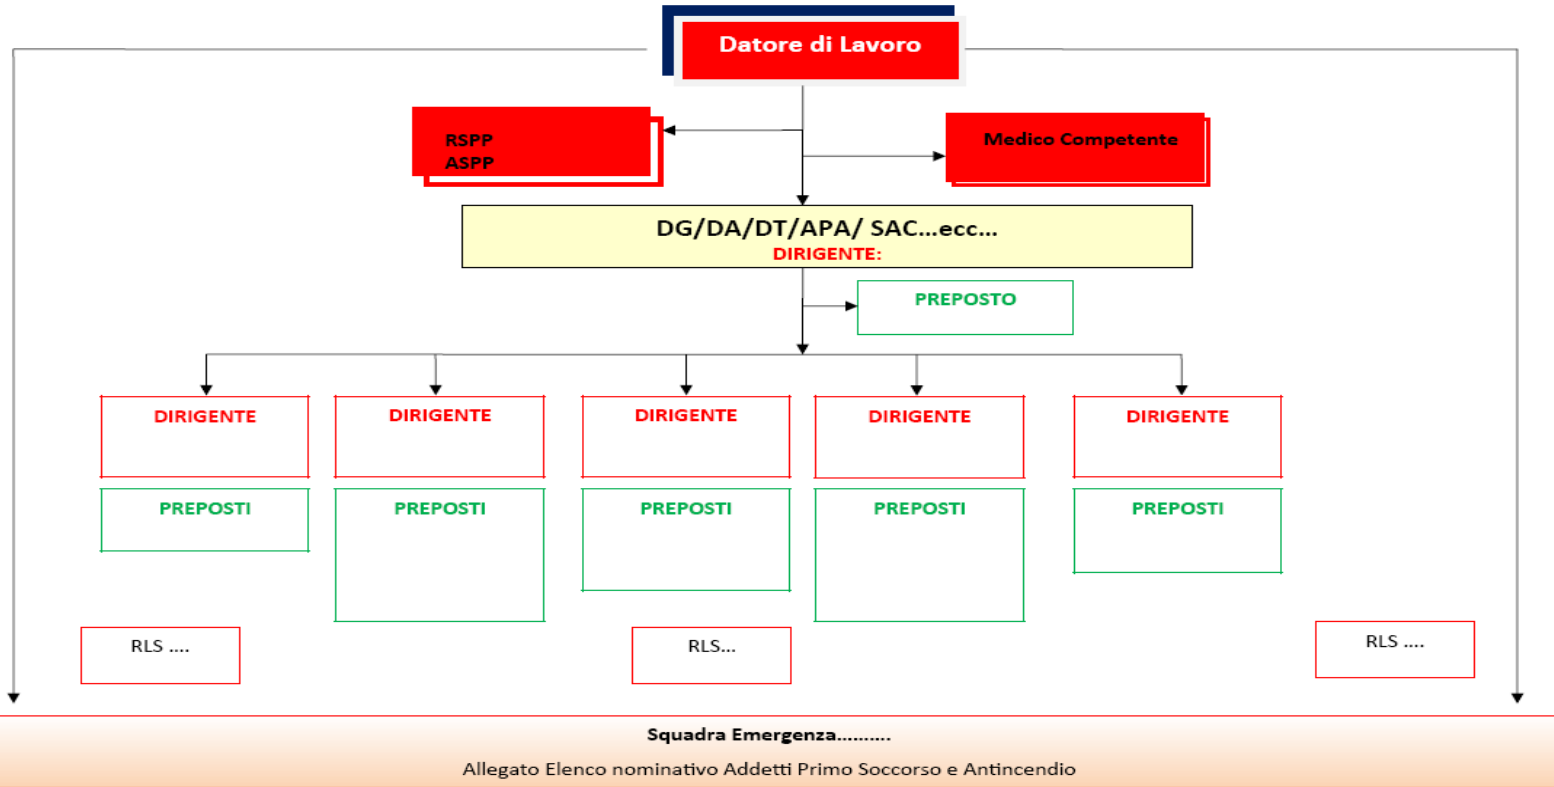 Datore di Lavoro
RSPP
ASPP
Medico Competente
DG/DA/DT/APA/ SAC...ecc...
DIRIGENTE:
PREPOSTO
DIRIGENTE
DIRIGENTE
DIRIGENTE
DIRIGENTE
DIRIGENTE
PREPOSTI
PREPOSTI
PREPOSTI
PREPOSTI
PREPOSTI
RLS ....
RLS...
RLS ....
Squadra Emergenza..........
Allegato Elenco nominativo Addetti Primo Soccorso e Antincendio